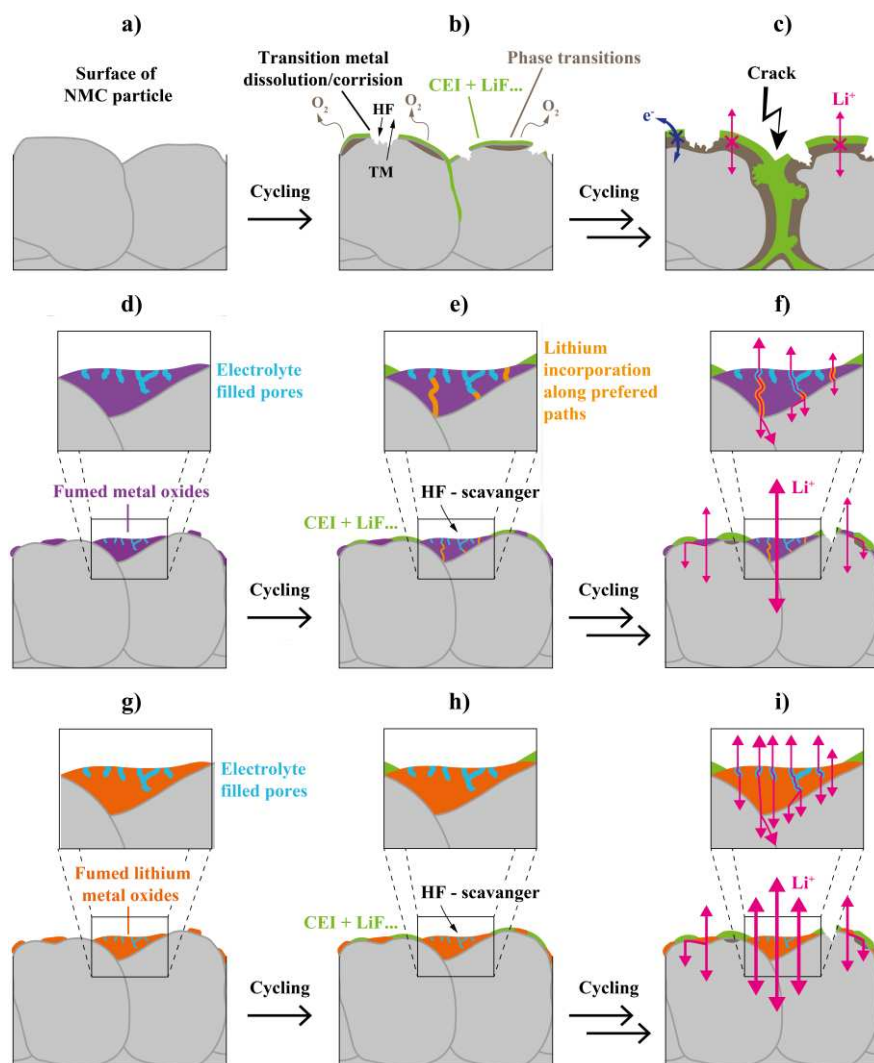 a)
b)
c)
Surface of
NMC particle
Transition metal
dissolution/corrision
Phase transitions
CEI + LiF...
O₂
HF
O₂
O₂
TM
Crack
Li⁺
e⁻
Cycling
Cycling
d)
e)
f)
Electrolyte
filled pores
Lithium
incorporation
along prefered
paths
Fumed metal oxides
CEI + LiF...
HF - scavanger
Li⁺
Cycling
Cycling
g)
h)
i)
Electrolyte
filled pores
Fumed lithium
metal oxides
CEI + LiF...
HF - scavanger
Li⁺
Cycling
Cycling